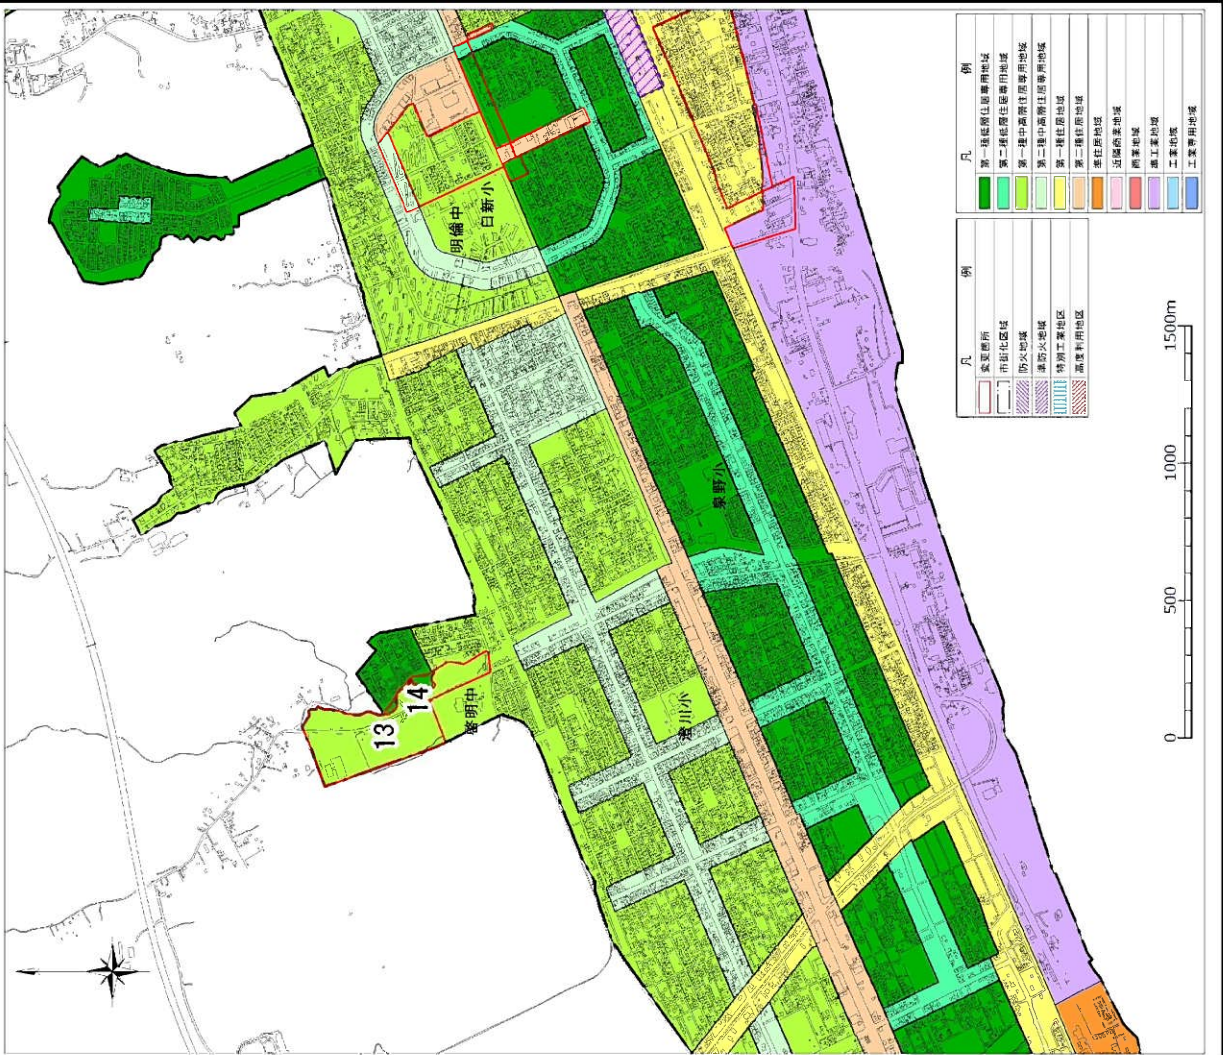 凡 例
第一種低層住居専用地域
第二種低層住居専用地域
第一種中高層住居専用地域
第二種中高層住居専用地域
第一種住居地域
第二種住居地域
準住居地域
近隣商業地域
商業地域
準工業地域
工業地域
工業専用地域
凡 例
変更箇所
市街化区域
防火地域
準防火地域
特別工業地区
高度利用地区
明倫中
日新小
泉野小
澄川小
啓明中
13
14
0 500 1000 1500m